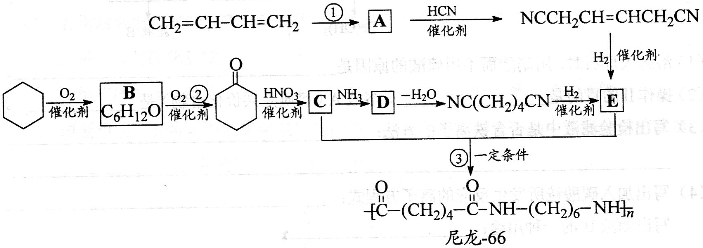 CH₂=CH-CH=CH₂ ① A HCN 催化剂 NCCH₂CH=CHCH₂CN
H₂ 催化剂
O₂ 催化剂 B C₆H₁₂O ② O₂ 催化剂 O HNO₃ 催化剂 C NH₃ D -H₂O NC(CH₂)₄CN H₂ 催化剂 E
③ 一定条件
O O
[C-(CH₂)₄-C-NH-(CH₂)₆-NH]n
尼龙-66